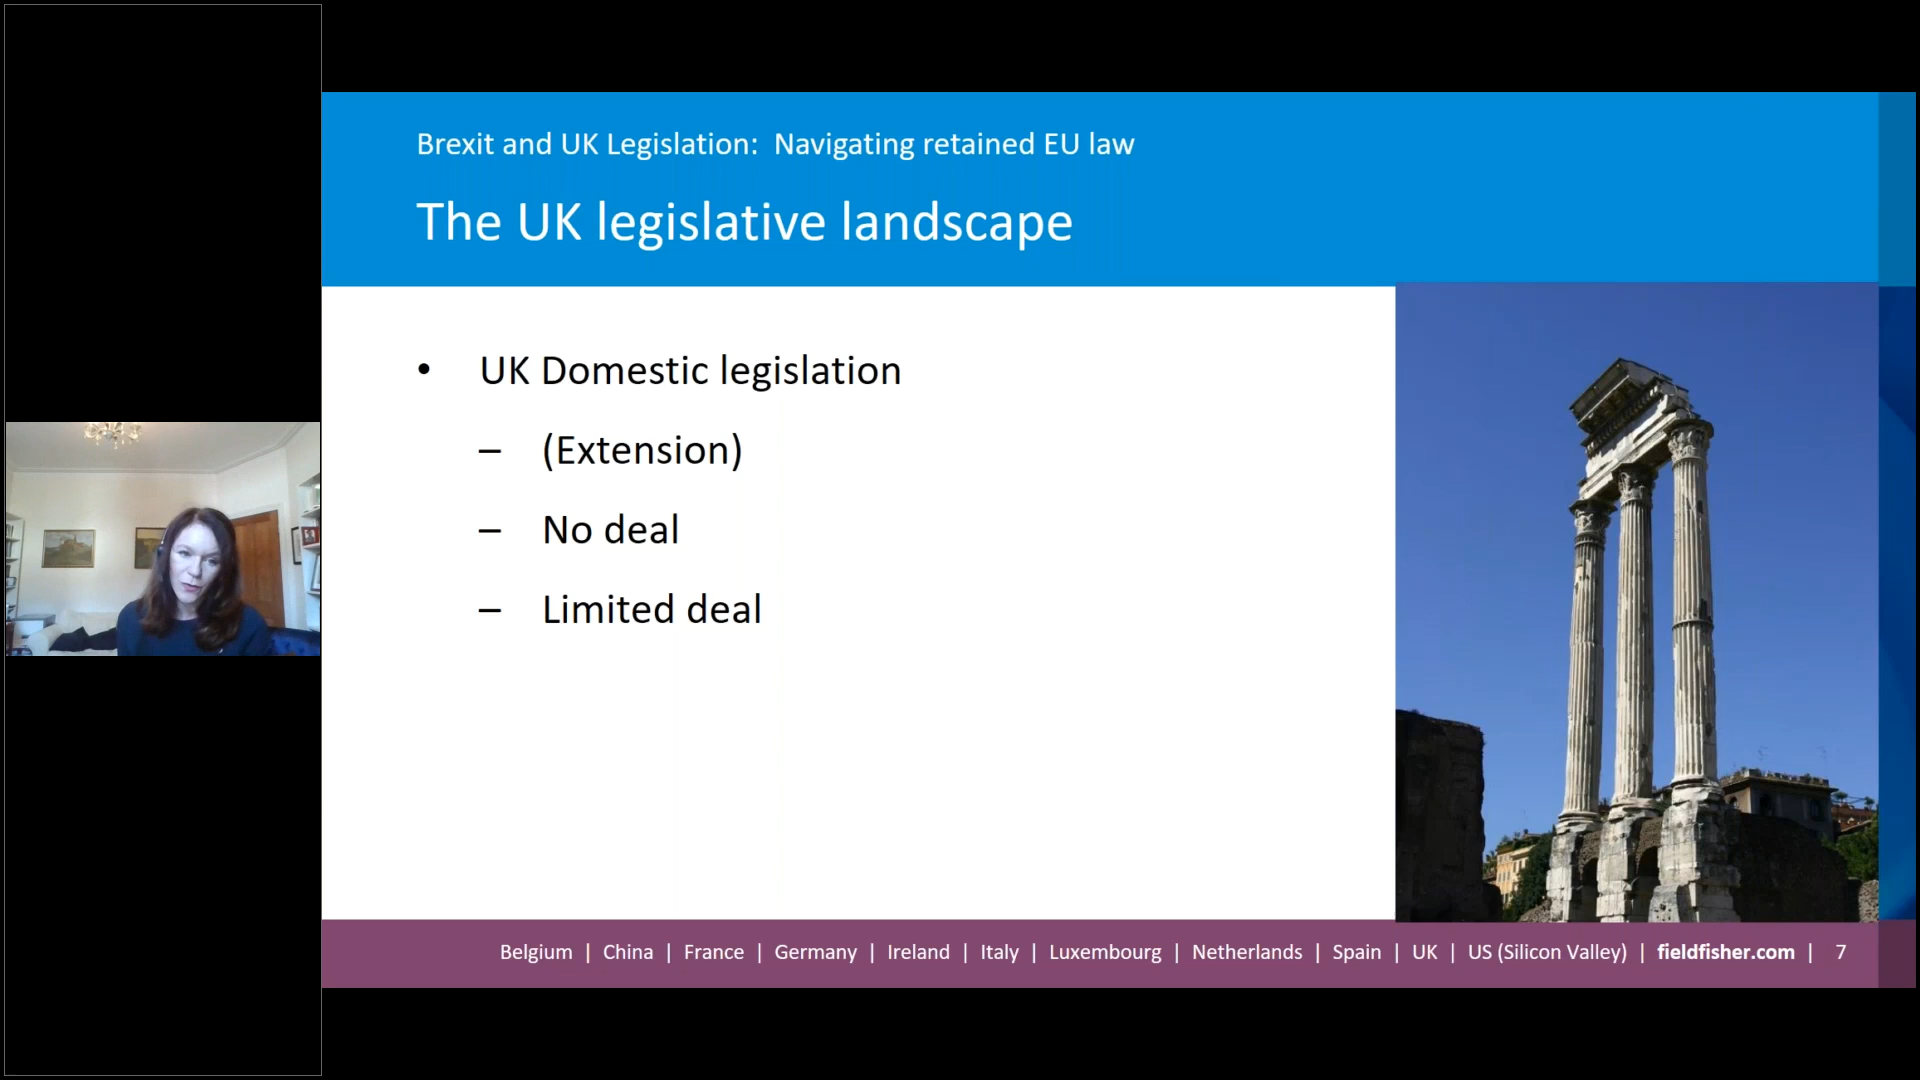 Brexit and UK Legislation:  Navigating retained EU law
The UK legislative landscape
• UK Domestic legislation
– (Extension)
– No deal
– Limited deal
Belgium | China | France | Germany | Ireland | Italy | Luxembourg | Netherlands | Spain | UK | US (Silicon Valley) | fieldfisher.com | 7